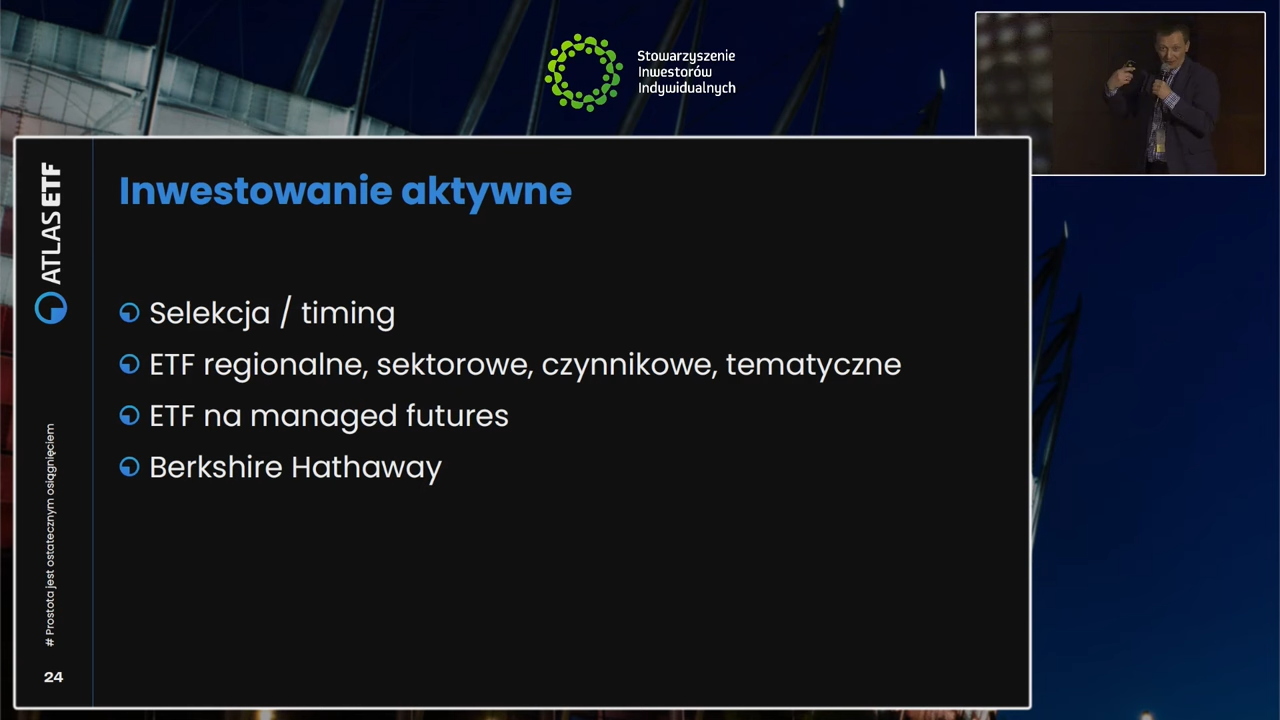 Stowarzyszenie
Inwestorów
Indywidualnych
ATLAS ETF
Inwestowanie aktywne
Selekcja / timing
ETF regionalne, sektorowe, czynnikowe, tematyczne
ETF na managed futures
Berkshire Hathaway
# Prostota jest ostatecznym osiągnięciem
24